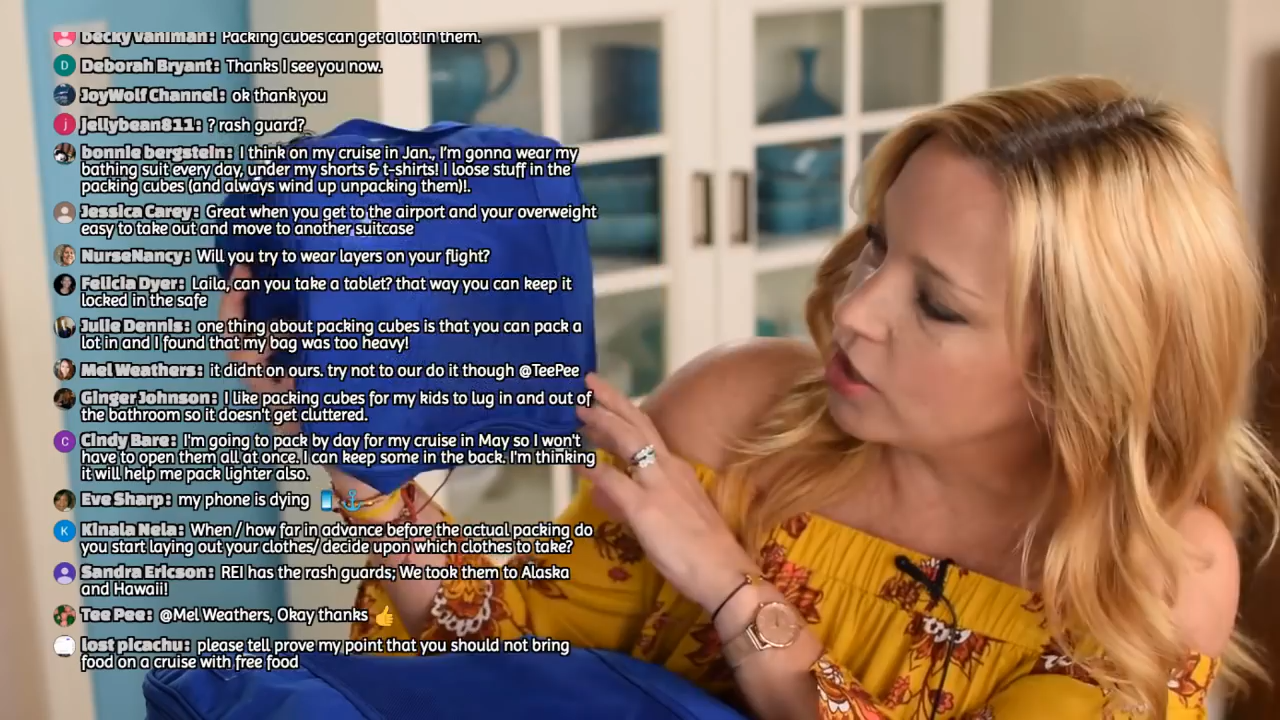 becky vaniman: Packing cubes can get a lot in them.
D Deborah Bryant: Thanks I see you now.
JoyWolf Channel: ok thank you
j jellybean811: ? rash guard?
bonnie bergstein: I think on my cruise in Jan., I'm gonna wear my
bathing suit every day, under my shorts & t-shirts! I loose stuff in the
packing cubes (and always wind up unpacking them)!.
Jessica Carey: Great when you get to the airport and your overweight
easy to take out and move to another suitcase
NurseNancy: Will you try to wear layers on your flight?
Felicia Dyer: Laila, can you take a tablet? that way you can keep it
locked in the safe
Julie Dennis: one thing about packing cubes is that you can pack a
lot in and I found that my bag was too heavy!
Mel Weathers: it didnt on ours. try not to our do it though @TeePee
Ginger Johnson: I like packing cubes for my kids to lug in and out of
the bathroom so it doesn't get cluttered.
C Cindy Bare: I'm going to pack by day for my cruise in May so I won't
have to open them all at once. I can keep some in the back. I'm thinking
it will help me pack lighter also.
Eve Sharp: my phone is dying 📱⚓
K Kinala Nela: When / how far in advance before the actual packing do
you start laying out your clothes/ decide upon which clothes to take?
Sandra Ericson: REI has the rash guards; We took them to Alaska
and Hawaii!
Tee Pee: @Mel Weathers, Okay thanks 👍
lost picachu: please tell prove my point that you should not bring
food on a cruise with free food